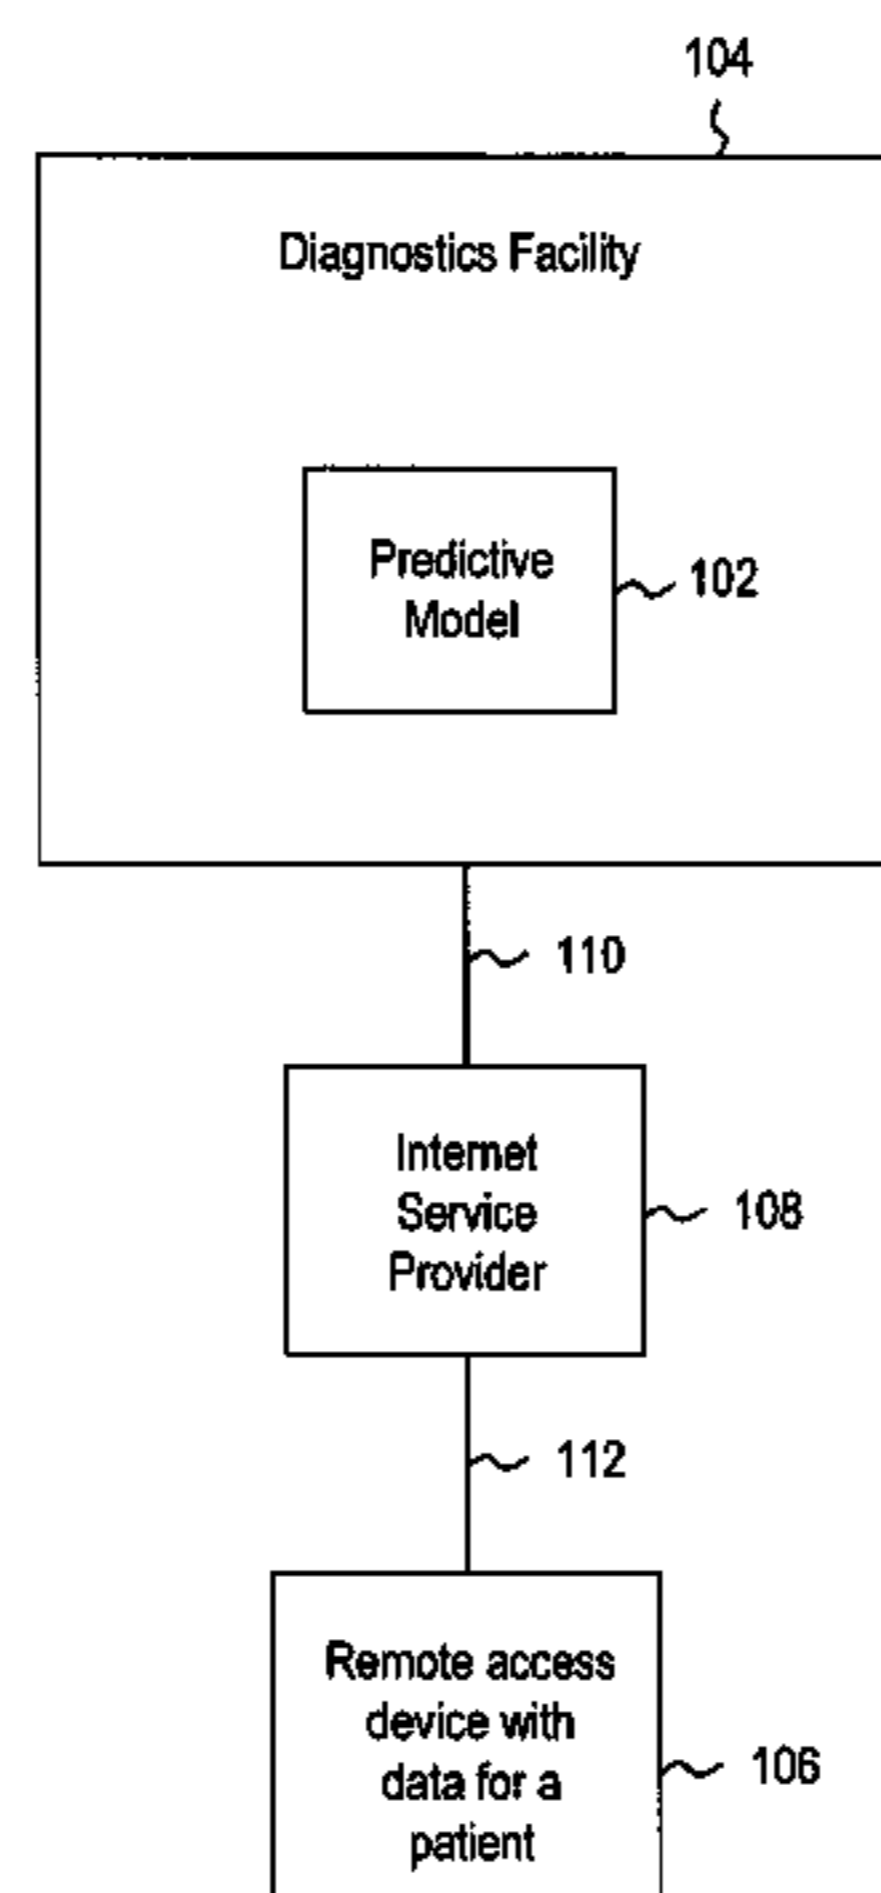 104
Diagnostics Facility
Predictive
Model
102
110
Internet
Service
Provider
108
112
Remote access
device with
data for a
patient
106